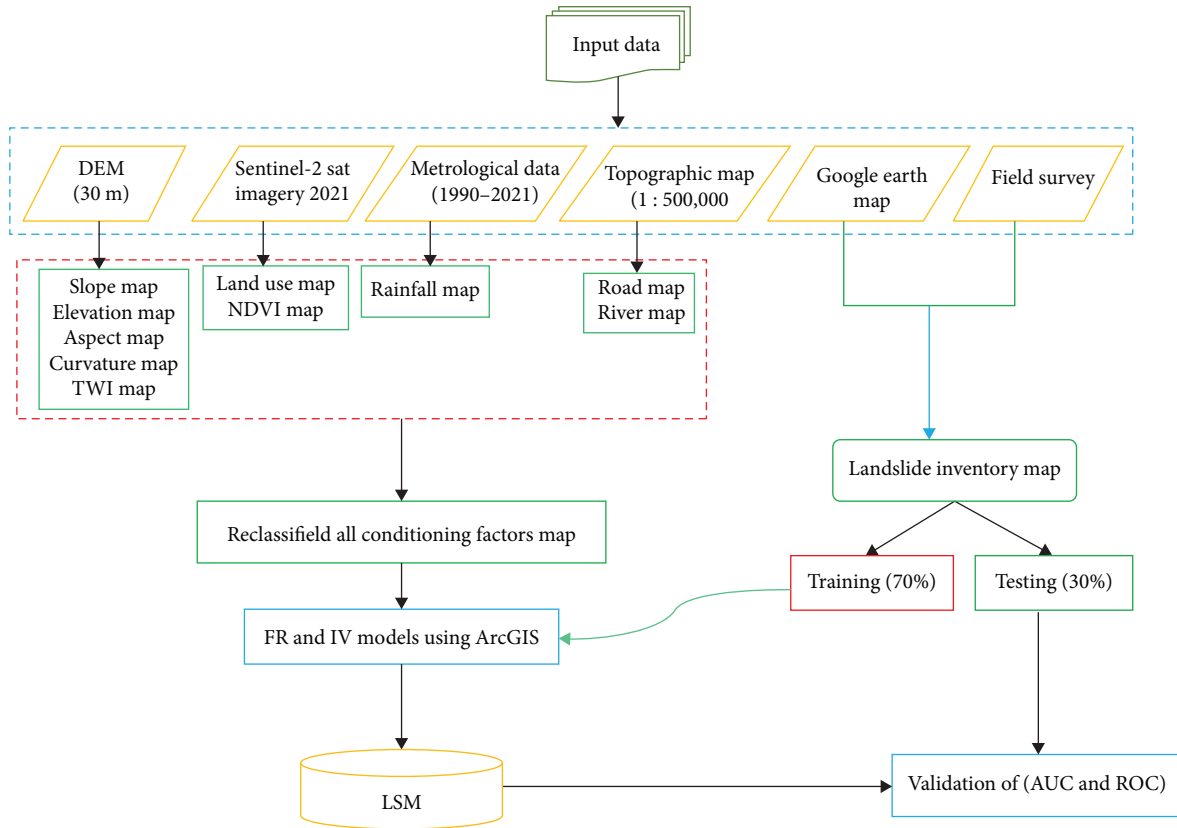 Input data
DEM
(30 m)
Sentinel-2 sat
imagery 2021
Metrological data
(1990–2021)
Topographic map
(1 : 500,000
Google earth
map
Field survey
Slope map
Elevation map
Aspect map
Curvature map
TWI map
Land use map
NDVI map
Rainfall map
Road map
River map
Landslide inventory map
Reclassifield all conditioning factors map
Training (70%)
Testing (30%)
FR and IV models using ArcGIS
LSM
Validation of (AUC and ROC)